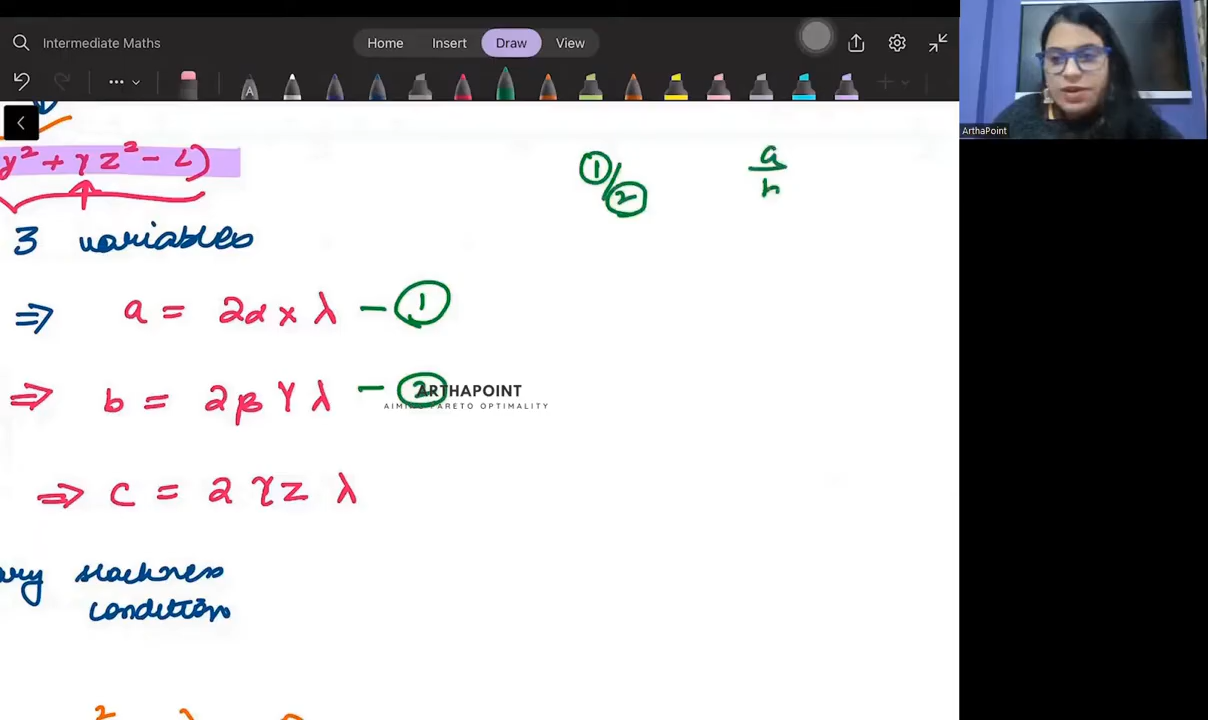 Intermediate Maths
Home Insert Draw View
A
y² + γz² - L)
ArthaPoint
①/② a/b
3 variables
⇒ a = 2αxλ - ①
⇒ b = 2βYλ - ②
ARTHAPOINT
⇒ c = 2γzλ
slackness
condition